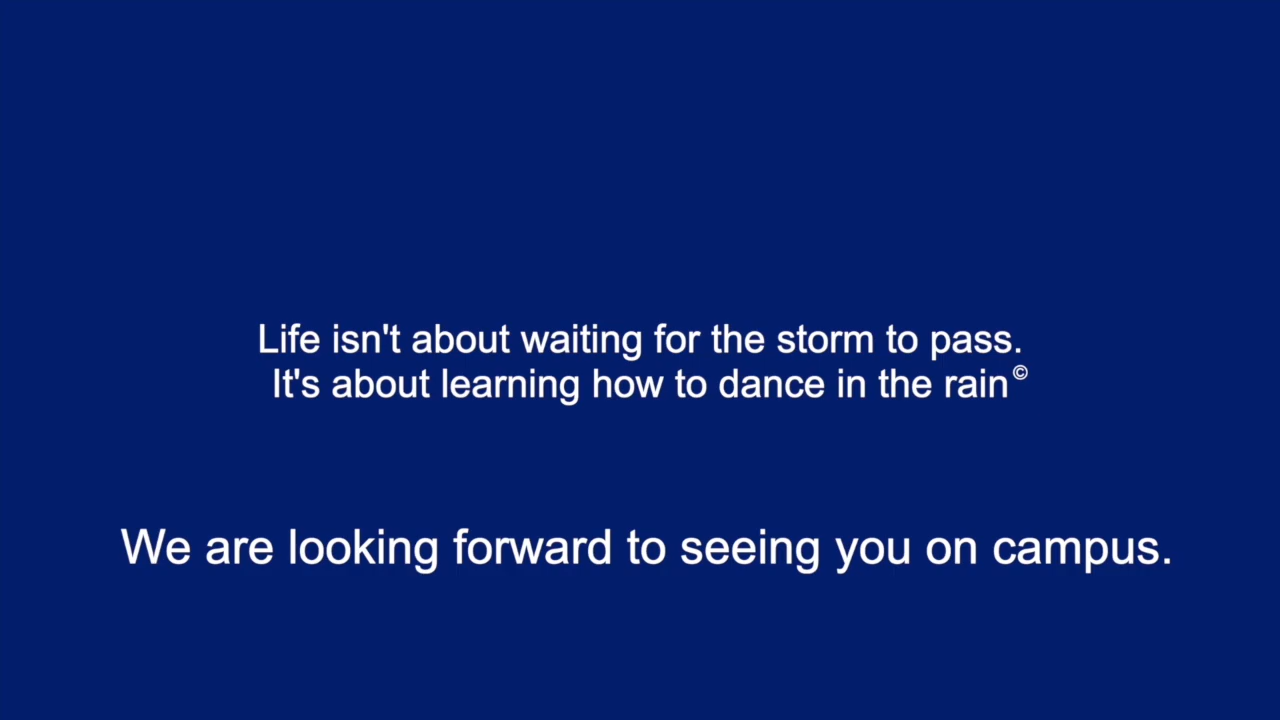 Life isn't about waiting for the storm to pass.
It's about learning how to dance in the rain©
We are looking forward to seeing you on campus.